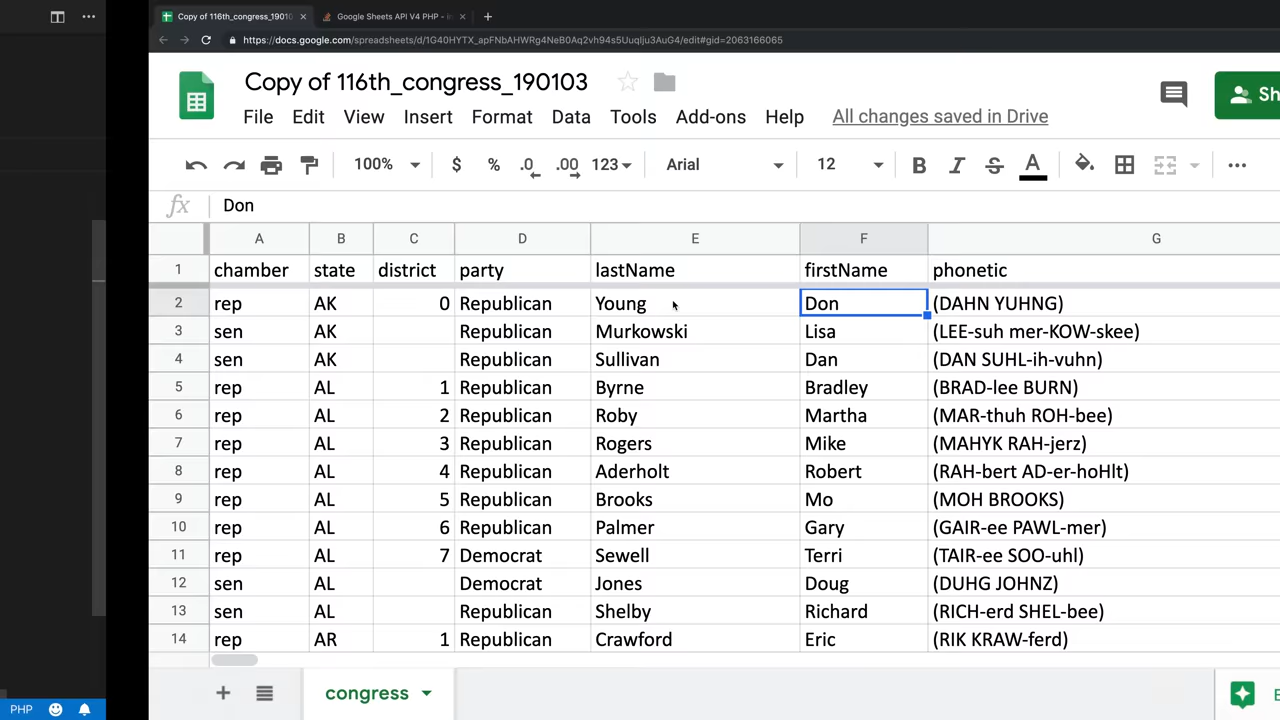 Copy of 116th_congress_1901
Google Sheets API V4 PHP - i
https://docs.google.com/spreadsheets/d/1G40HYTX_apFNbAHWRg4NeB0Aq2vh94s5Uuqlju3AuG4/edit#gid=2063166065
Copy of 116th_congress_190103
Sh
File Edit View Insert Format Data Tools Add-ons Help All changes saved in Drive
100% $ % .0 .00 123 Arial 12 B I S A
fx Don
A B C D E F G
1 chamber state district party lastName firstName phonetic
2 rep AK 0 Republican Young Don (DAHN YUHNG)
3 sen AK Republican Murkowski Lisa (LEE-suh mer-KOW-skee)
4 sen AK Republican Sullivan Dan (DAN SUHL-ih-vuhn)
5 rep AL 1 Republican Byrne Bradley (BRAD-lee BURN)
6 rep AL 2 Republican Roby Martha (MAR-thuh ROH-bee)
7 rep AL 3 Republican Rogers Mike (MAHYK RAH-jerz)
8 rep AL 4 Republican Aderholt Robert (RAH-bert AD-er-hoHlt)
9 rep AL 5 Republican Brooks Mo (MOH BROOKS)
10 rep AL 6 Republican Palmer Gary (GAIR-ee PAWL-mer)
11 rep AL 7 Democrat Sewell Terri (TAIR-ee SOO-uhl)
12 sen AL Democrat Jones Doug (DUHG JOHNZ)
13 sen AL Republican Shelby Richard (RICH-erd SHEL-bee)
14 rep AR 1 Republican Crawford Eric (RIK KRAW-ferd)
congress
E
PHP